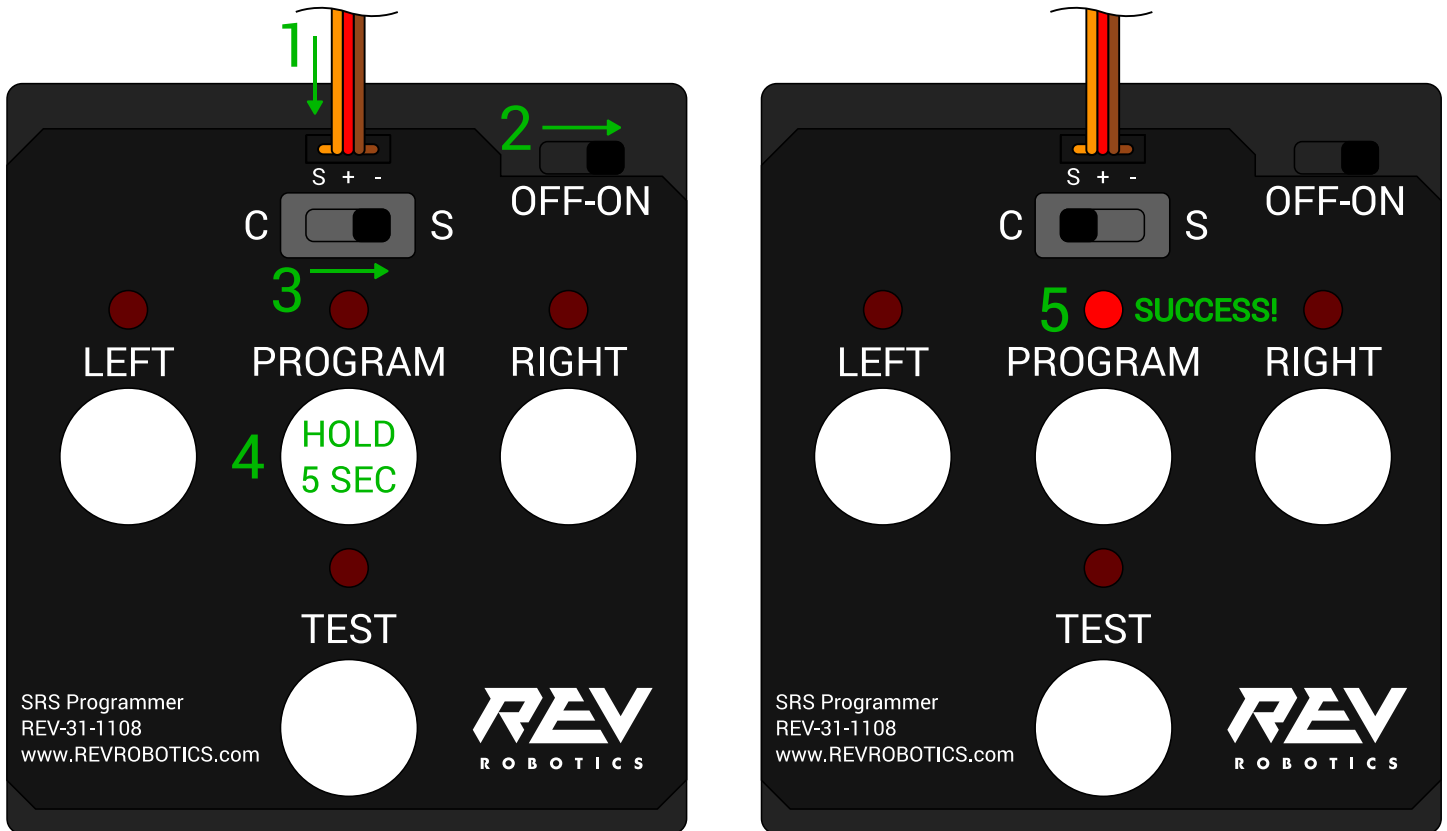 1
2
S + -
OFF-ON
C S
3
LEFT PROGRAM RIGHT
4
HOLD
5 SEC
TEST
SRS Programmer
REV-31-1108
www.REVROBOTICS.com
REV
ROBOTICS
S + -
OFF-ON
C S
5 SUCCESS!
LEFT PROGRAM RIGHT
TEST
SRS Programmer
REV-31-1108
www.REVROBOTICS.com
REV
ROBOTICS